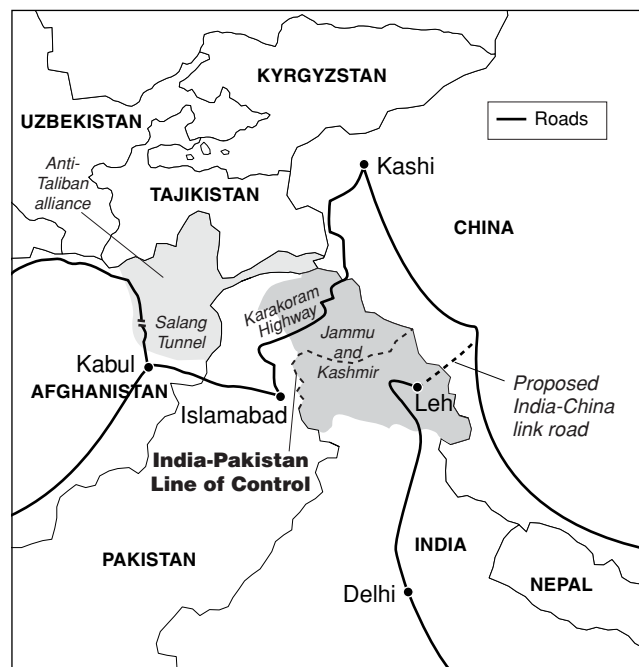 KYRGYZSTAN
UZBEKISTAN
Roads
Anti-
Taliban
alliance
Kashi
TAJIKISTAN
CHINA
Karakoram
Highway
Salang
Tunnel
Jammu
and
Kashmir
Kabul
AFGHANISTAN
Islamabad
Leh
Proposed
India-China
link road
India-Pakistan
Line of Control
PAKISTAN
INDIA
NEPAL
Delhi